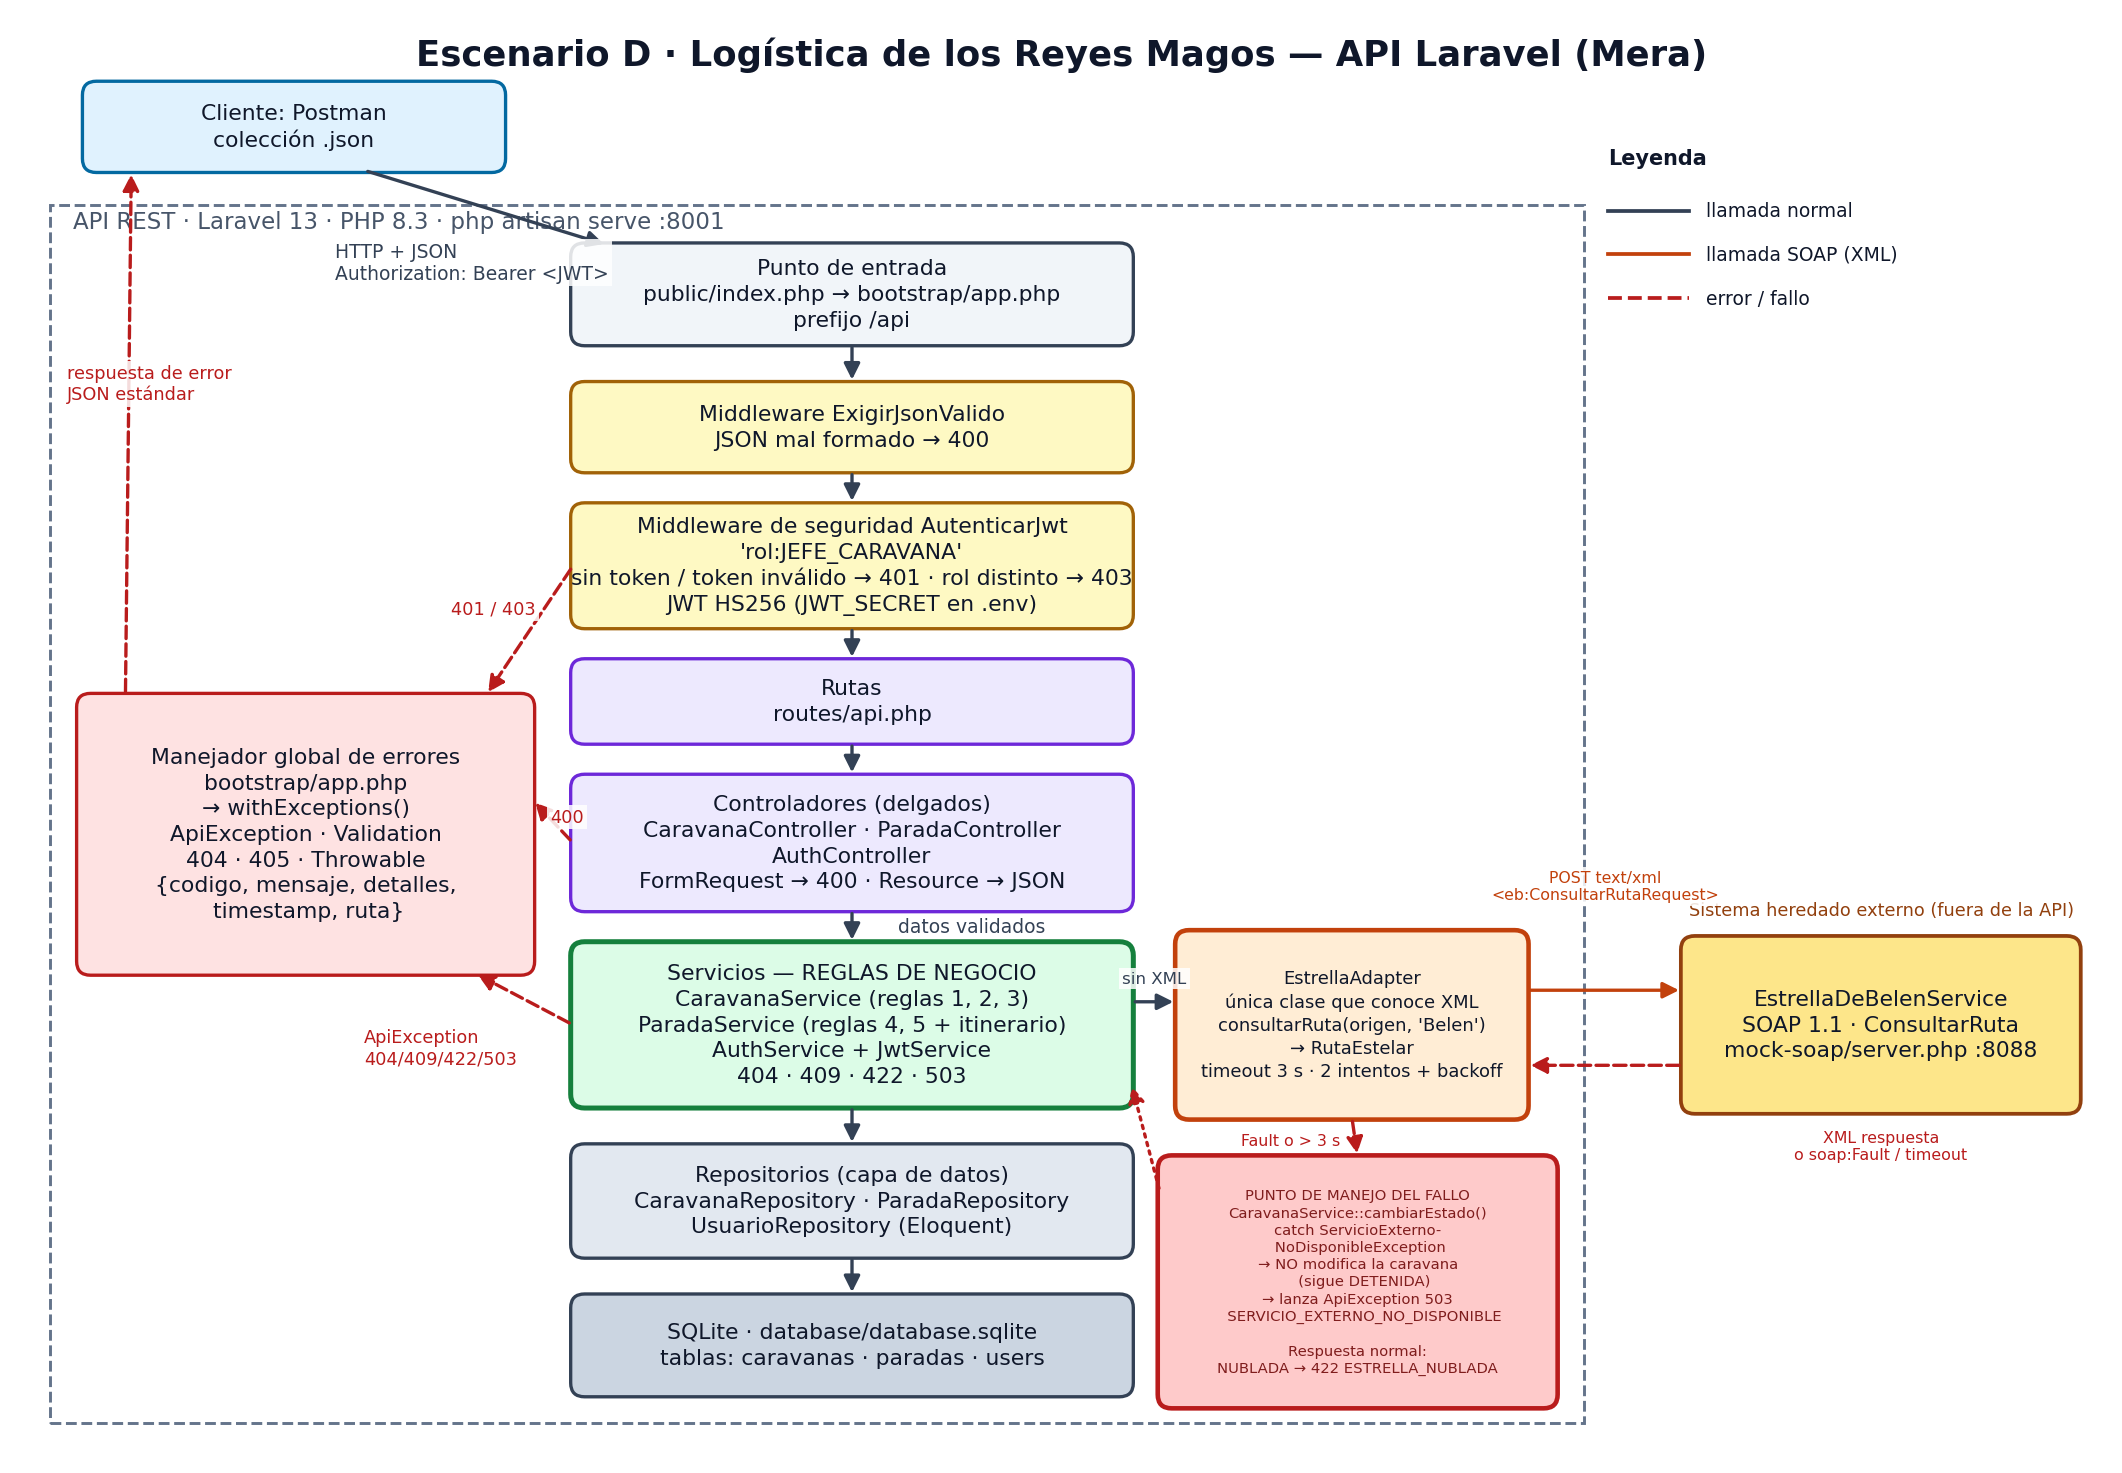 Escenario D · Logística de los Reyes Magos — API Laravel (Mera)
Cliente: Postman
colección .json
Leyenda
llamada normal
llamada SOAP (XML)
error / fallo
API REST · Laravel 13 · PHP 8.3 · php artisan serve :8001
HTTP + JSON
Authorization: Bearer <JWT>
Punto de entrada
public/index.php → bootstrap/app.php
prefijo /api
respuesta de error
JSON estándar
Middleware ExigirJsonValido
JSON mal formado → 400
Middleware de seguridad AutenticarJwt
'rol:JEFE_CARAVANA'
sin token / token inválido → 401 · rol distinto → 403
JWT HS256 (JWT_SECRET en .env)
401 / 403
Rutas
routes/api.php
Manejador global de errores
bootstrap/app.php
→ withExceptions()
ApiException · Validation
404 · 405 · Throwable
{codigo, mensaje, detalles,
timestamp, ruta}
400
Controladores (delgados)
CaravanaController · ParadaController
AuthController
FormRequest → 400 · Resource → JSON
datos validados
POST text/xml
<eb:ConsultarRutaRequest>
Sistema heredado externo (fuera de la API)
Servicios — REGLAS DE NEGOCIO
CaravanaService (reglas 1, 2, 3)
ParadaService (reglas 4, 5 + itinerario)
AuthService + JwtService
404 · 409 · 422 · 503
sin XML
EstrellaAdapter
única clase que conoce XML
consultarRuta(origen, 'Belen')
→ RutaEstelar
timeout 3 s · 2 intentos + backoff
EstrellaDeBelenService
SOAP 1.1 · ConsultarRuta
mock-soap/server.php :8088
ApiException
404/409/422/503
Fault o > 3 s
XML respuesta
o soap:Fault / timeout
Repositorios (capa de datos)
CaravanaRepository · ParadaRepository
UsuarioRepository (Eloquent)
PUNTO DE MANEJO DEL FALLO
CaravanaService::cambiarEstado()
catch ServicioExterno-
NoDisponibleException
→ NO modifica la caravana
(sigue DETENIDA)
→ lanza ApiException 503
SERVICIO_EXTERNO_NO_DISPONIBLE
Respuesta normal:
NUBLADA → 422 ESTRELLA_NUBLADA
SQLite · database/database.sqlite
tablas: caravanas · paradas · users